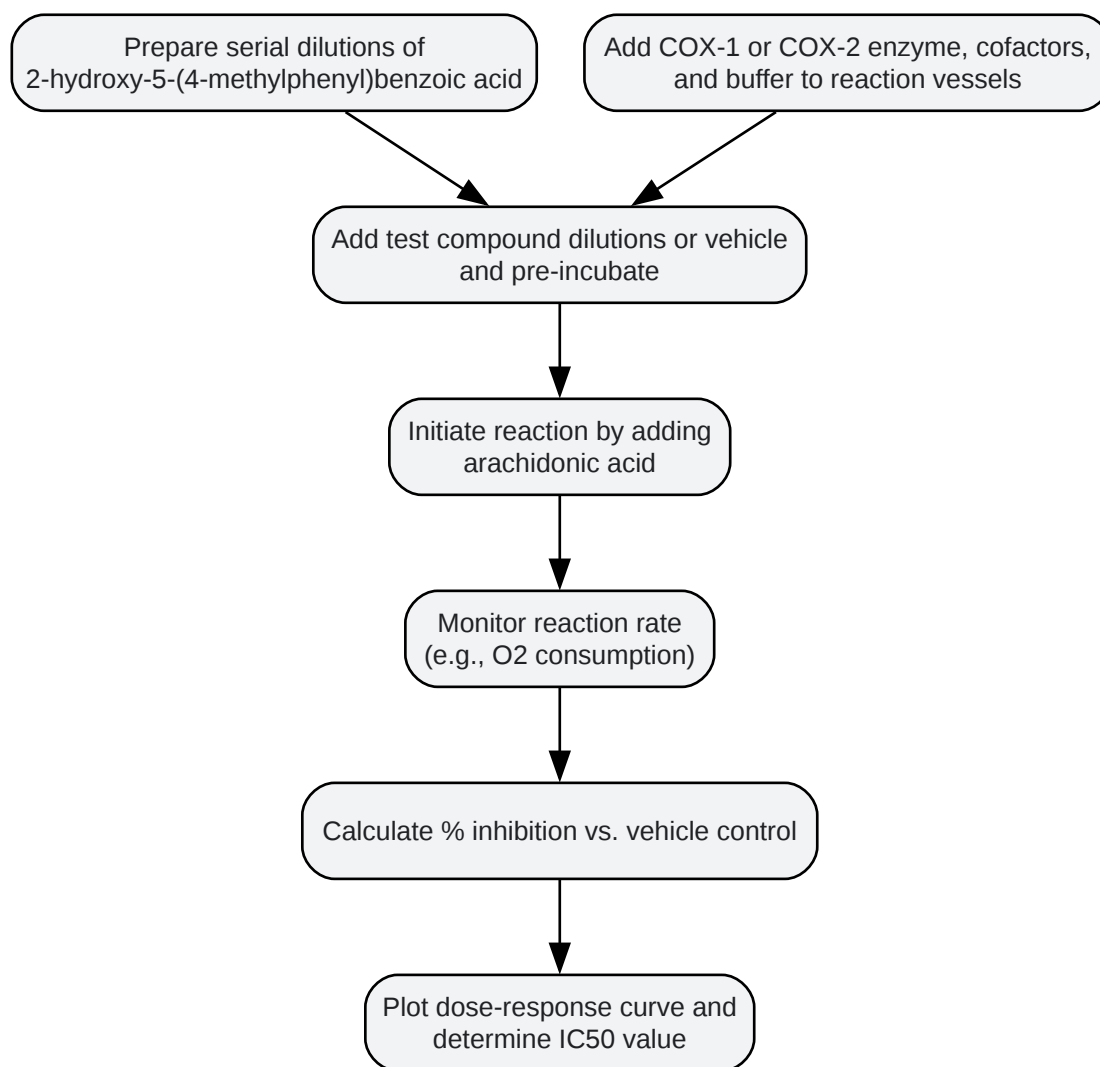 Prepare serial dilutions of
2-hydroxy-5-(4-methylphenyl)benzoic acid
Add COX-1 or COX-2 enzyme, cofactors,
and buffer to reaction vessels
Add test compound dilutions or vehicle
and pre-incubate
Initiate reaction by adding
arachidonic acid
Monitor reaction rate
(e.g., O2 consumption)
Calculate % inhibition vs. vehicle control
Plot dose-response curve and
determine IC50 value